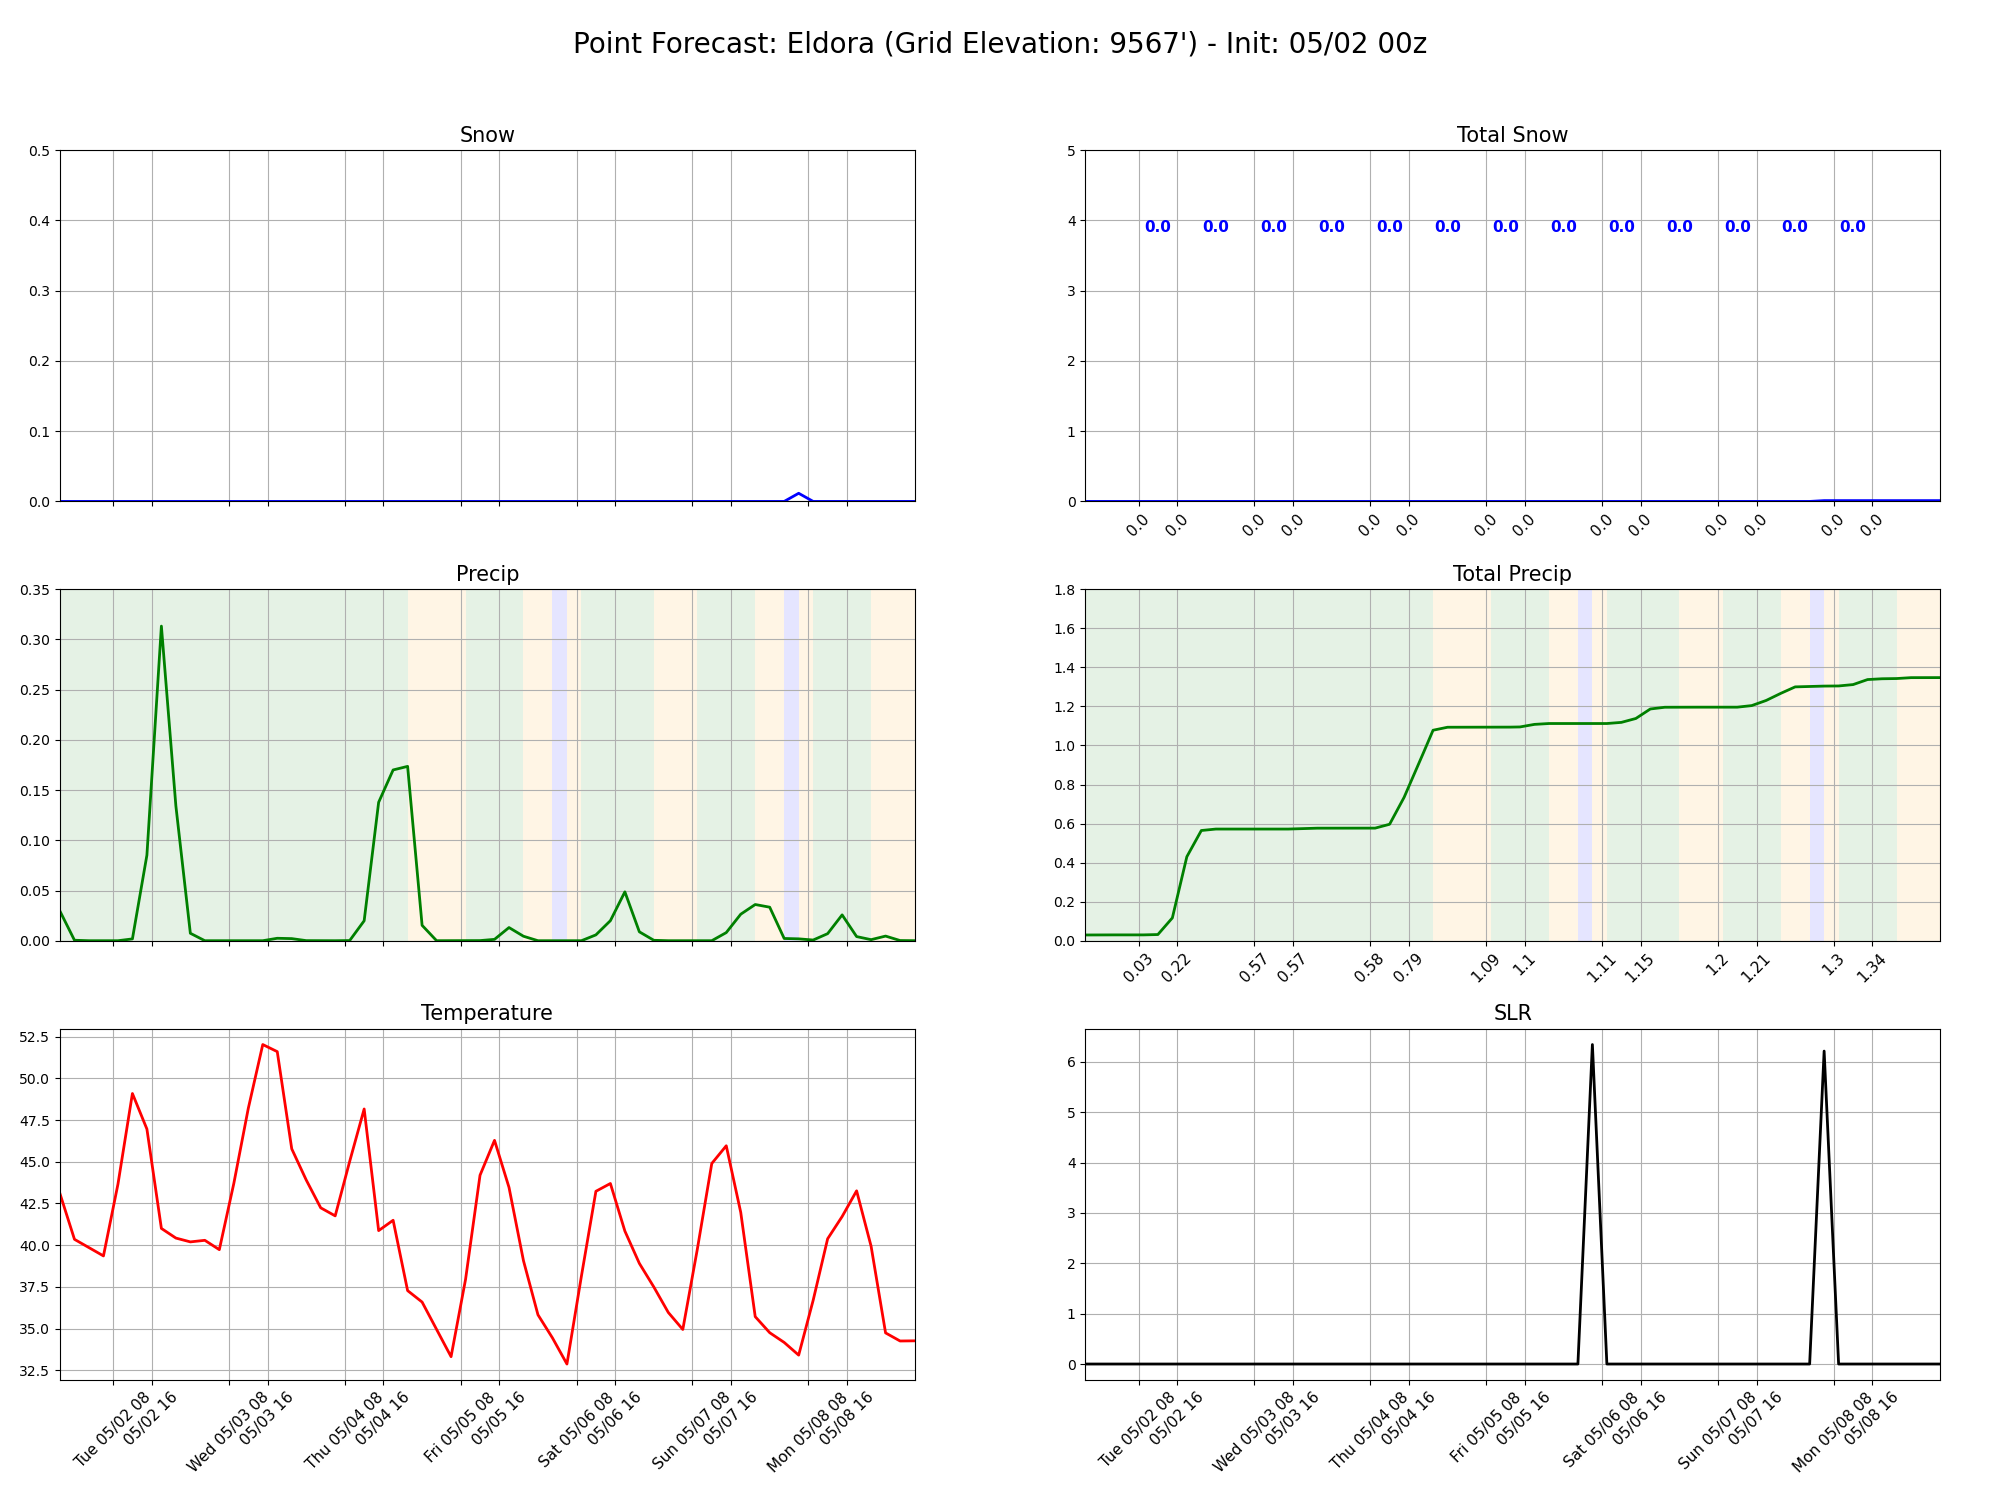 Point Forecast: Eldora (Grid Elevation: 9567') - Init: 05/02 00z
Snow
0.5
0.4
0.3
0.2
0.1
0.0
Total Snow
5
4
3
2
1
0
0.0 0.0 0.0 0.0 0.0 0.0 0.0 0.0 0.0 0.0 0.0 0.0 0.0
0.0 0.0 0.0 0.0 0.0 0.0 0.0 0.0 0.0 0.0 0.0 0.0 0.0 0.0
Precip
0.35
0.30
0.25
0.20
0.15
0.10
0.05
0.00
Total Precip
1.8
1.6
1.4
1.2
1.0
0.8
0.6
0.4
0.2
0.0
0.03 0.22 0.57 0.57 0.58 0.79 1.09 1.1 1.11 1.15 1.2 1.21 1.3 1.34
Temperature
52.5
50.0
47.5
45.0
42.5
40.0
37.5
35.0
32.5
Tue 05/02 08
05/02 16
Wed 05/03 08
05/03 16
Thu 05/04 08
05/04 16
Fri 05/05 08
05/05 16
Sat 05/06 08
05/06 16
Sun 05/07 08
05/07 16
Mon 05/08 08
05/08 16
SLR
6
5
4
3
2
1
0
Tue 05/02 08
05/02 16
Wed 05/03 08
05/03 16
Thu 05/04 08
05/04 16
Fri 05/05 08
05/05 16
Sat 05/06 08
05/06 16
Sun 05/07 08
05/07 16
Mon 05/08 08
05/08 16